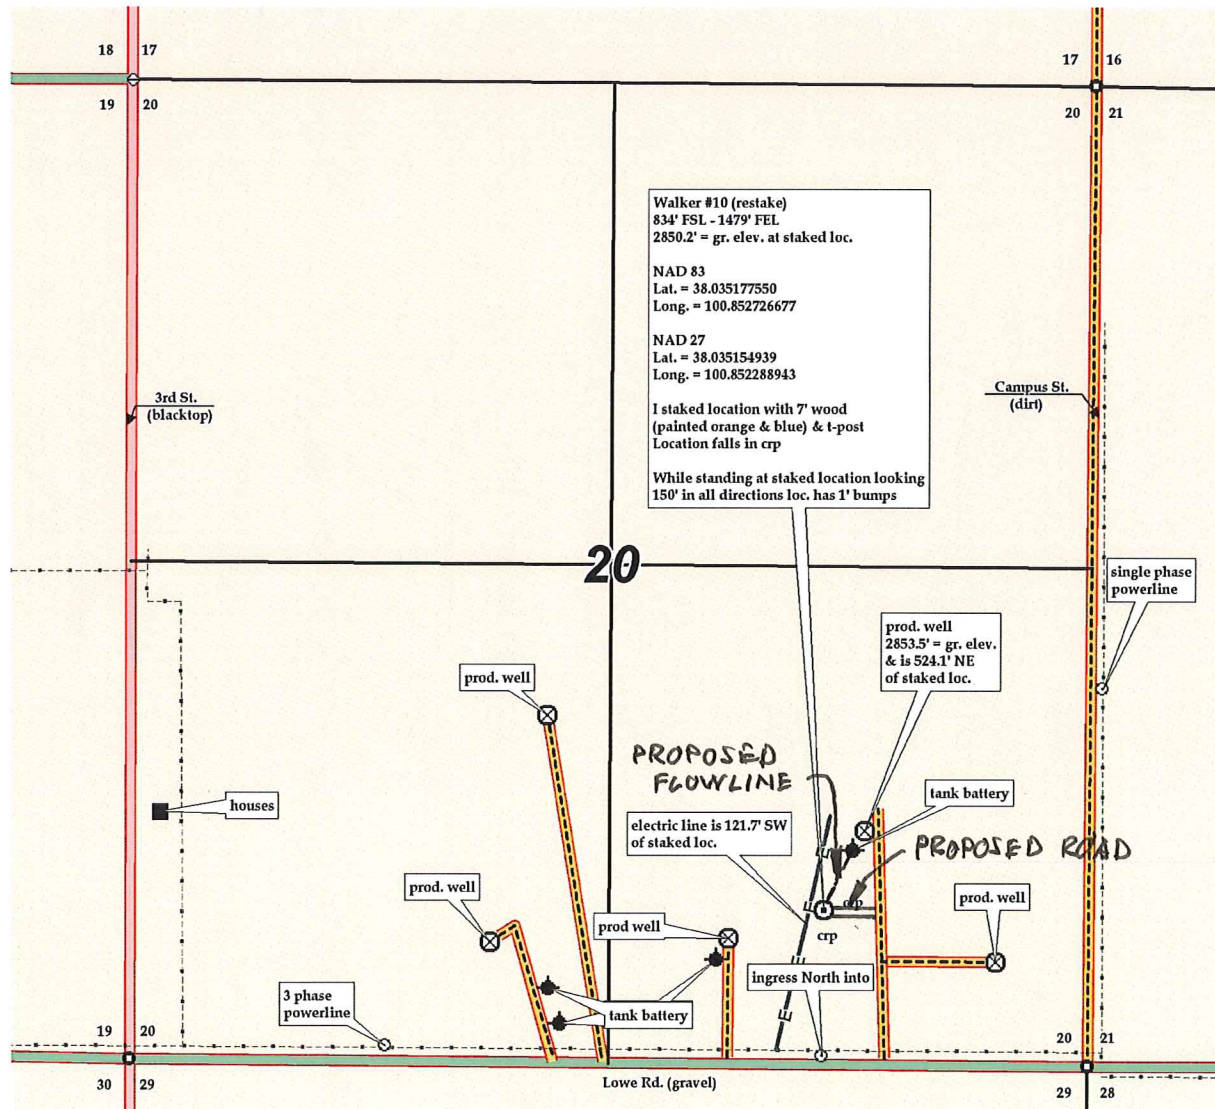 18 17
17 16
19 20
20 21
Walker #10 (restake)
834' FSL - 1479' FEL
2850.2' = gr. elev. at staked loc.
NAD 83
Lat. = 38.035177550
Long. = 100.852726677
NAD 27
Lat. = 38.035154939
Long. = 100.852288943
I staked location with 7' wood
(painted orange & blue) & t-post
Location falls in crp
While standing at staked location looking
150' in all directions loc. has 1' bumps
3rd St.
(blacktop)
Campus St.
(dirt)
20
single phase
powerline
prod. well
2853.5' = gr. elev.
& is 524.1' NE
of staked loc.
prod. well
PROPOSED
FLOWLINE
houses
tank battery
electric line is 121.7' SW
of staked loc.
E
PROPOSED ROAD
prod. well
prod. well
E
crp
prod well
crp
E
ingress North into
3 phase
powerline
tank battery
E
19 20
20 21
30 29
Lowe Rd. (gravel)
29 28